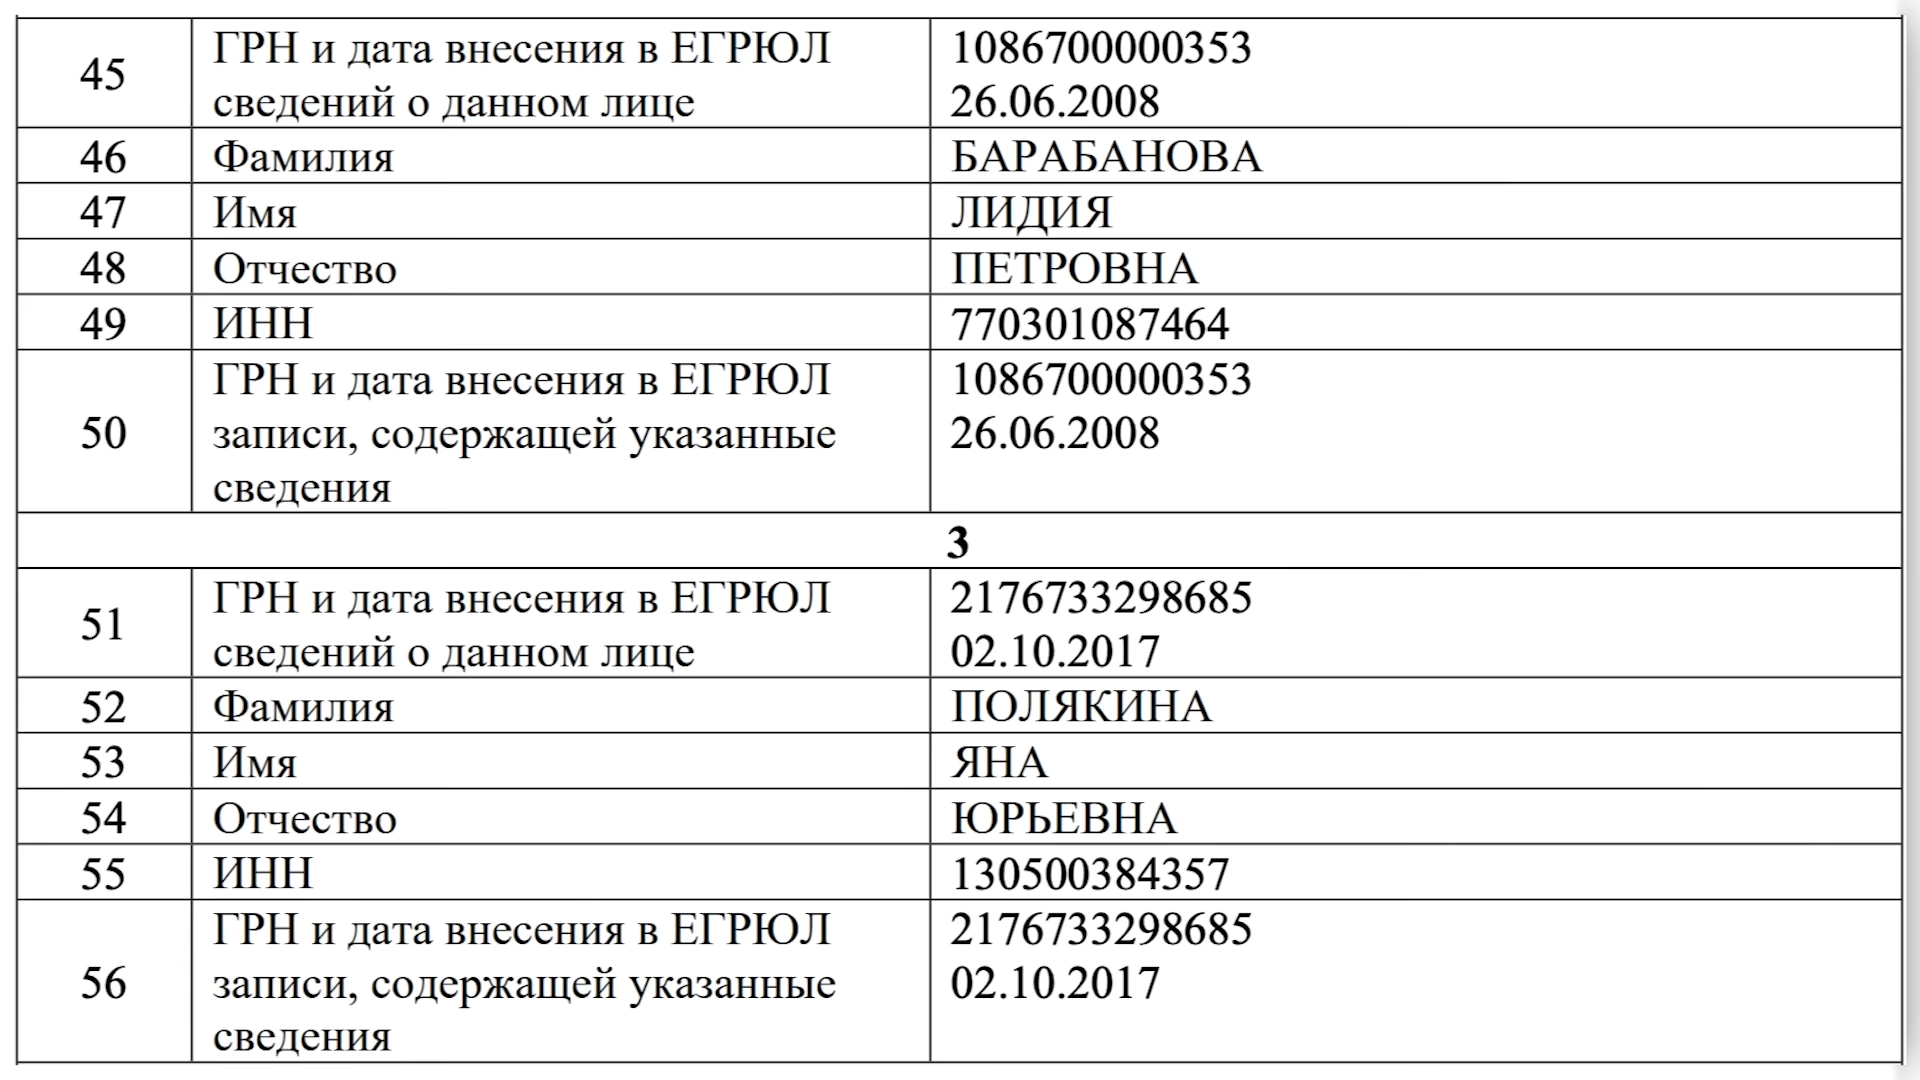 45 ГРН и дата внесения в ЕГРЮЛ 1086700000353
сведений о данном лице 26.06.2008
46 Фамилия БАРАБАНОВА
47 Имя ЛИДИЯ
48 Отчество ПЕТРОВНА
49 ИНН 770301087464
50 ГРН и дата внесения в ЕГРЮЛ 1086700000353
записи, содержащей указанные 26.06.2008
сведения
3
51 ГРН и дата внесения в ЕГРЮЛ 2176733298685
сведений о данном лице 02.10.2017
52 Фамилия ПОЛЯКИНА
53 Имя ЯНА
54 Отчество ЮРЬЕВНА
55 ИНН 130500384357
56 ГРН и дата внесения в ЕГРЮЛ 2176733298685
записи, содержащей указанные 02.10.2017
сведения